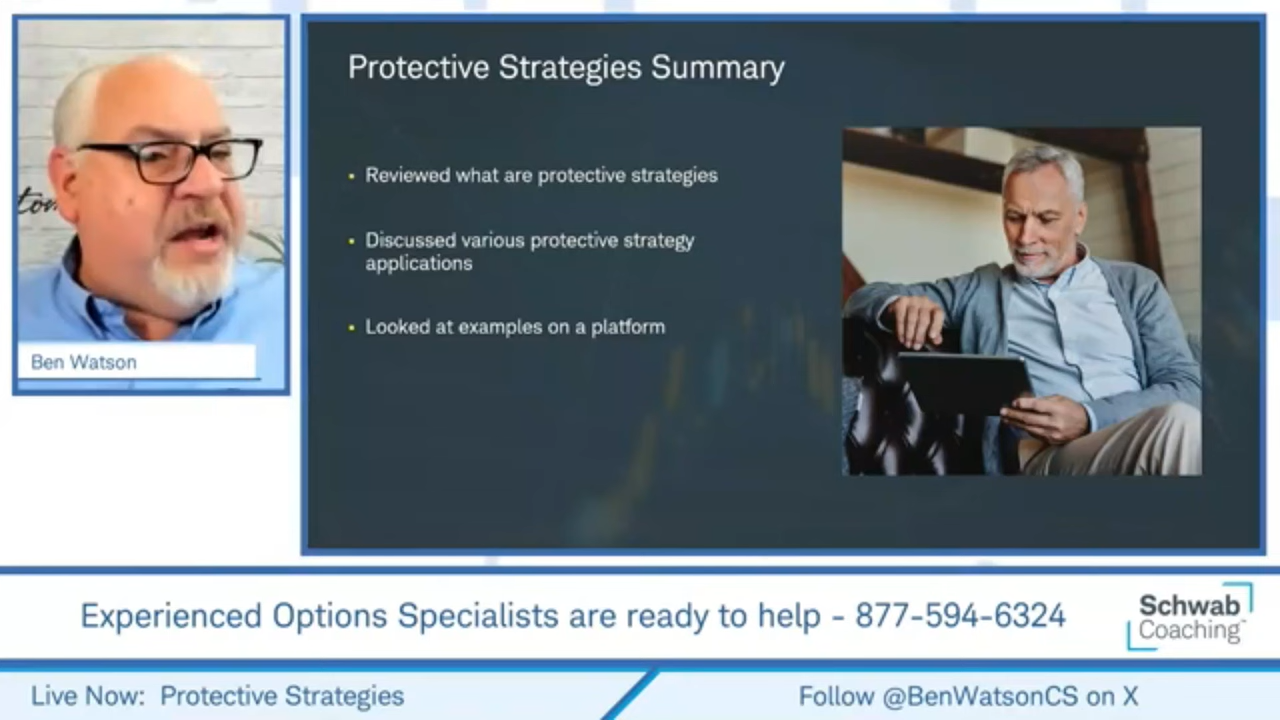 Protective Strategies Summary
• Reviewed what are protective strategies
• Discussed various protective strategy
applications
• Looked at examples on a platform
Ben Watson
Experienced Options Specialists are ready to help - 877-594-6324
Schwab
Coaching™
Live Now: Protective Strategies
Follow @BenWatsonCS on X